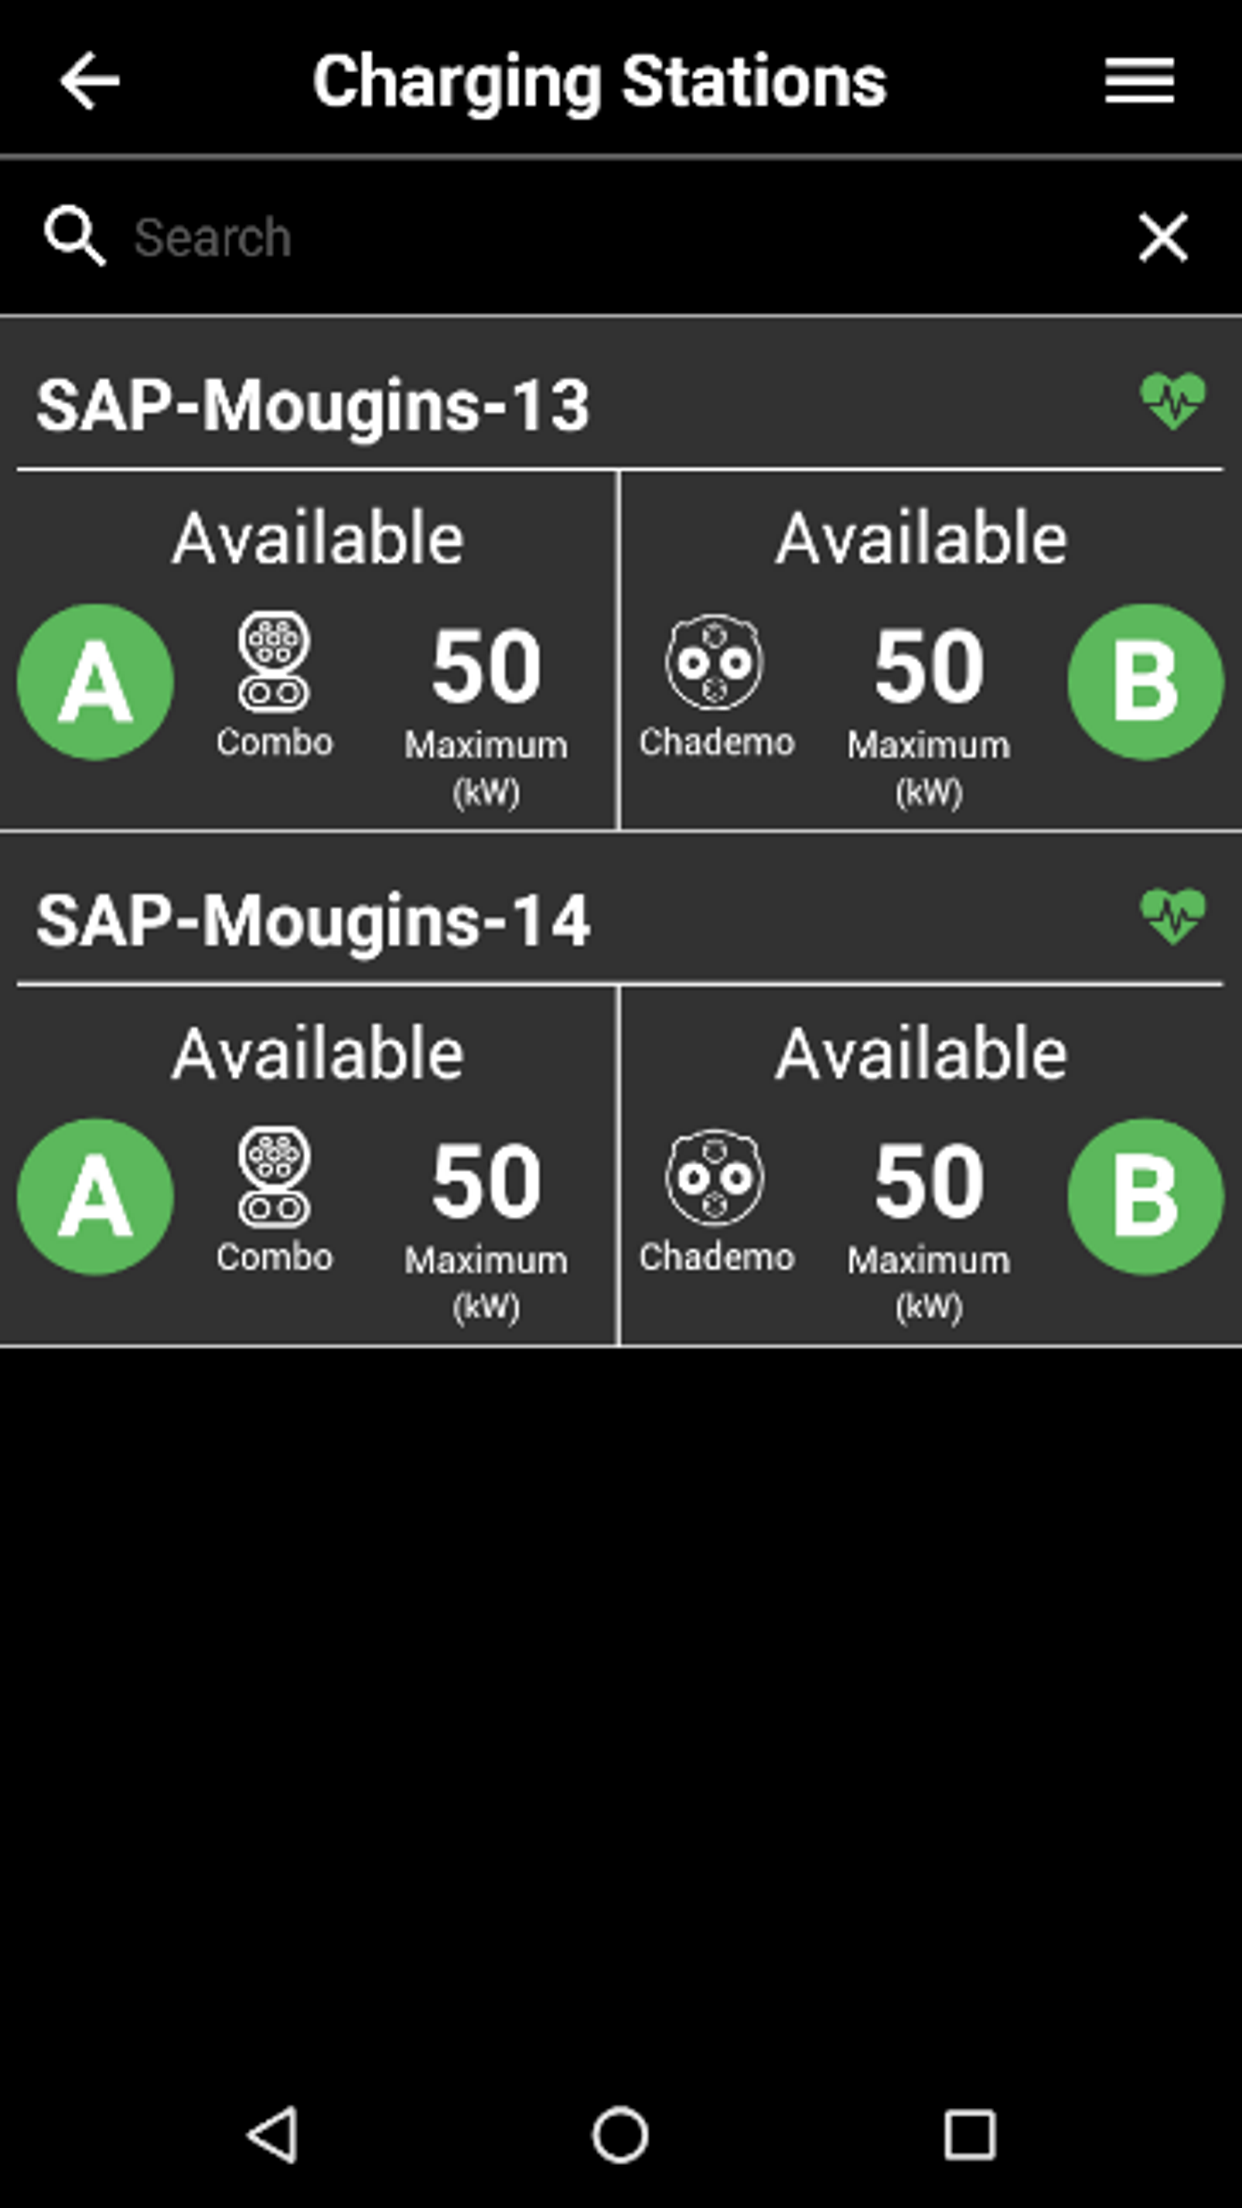 Charging Stations
Search
SAP-Mougins-13
Available Available
A Combo 50 Maximum (kW) Chademo 50 Maximum (kW) B
SAP-Mougins-14
Available Available
A Combo 50 Maximum (kW) Chademo 50 Maximum (kW) B